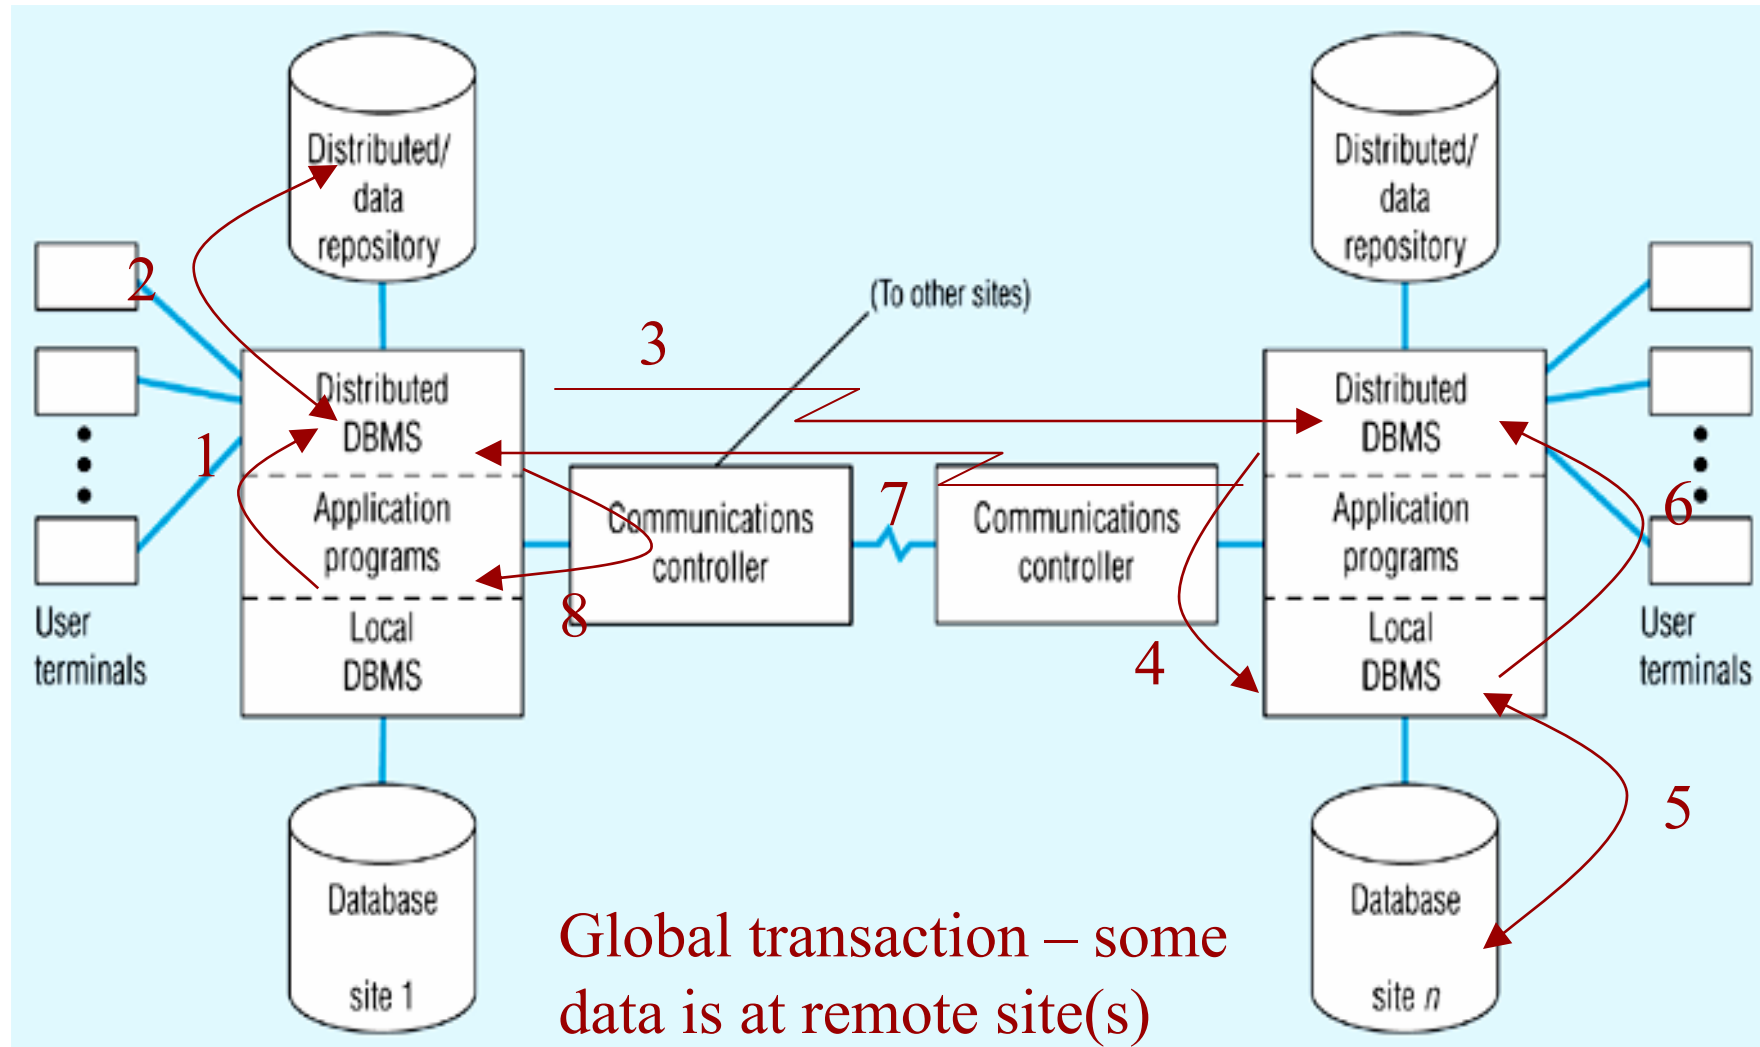 Distributed/
data
repository
Distributed/
data
repository
2
(To other sites)
3
Distributed
DBMS
Distributed
DBMS
1
Application
programs
Communications
controller
7
Communications
controller
Application
programs
6
8
User
terminals
Local
DBMS
4
Local
DBMS
User
terminals
5
Database
site 1
Database
site n
Global transaction – some
data is at remote site(s)